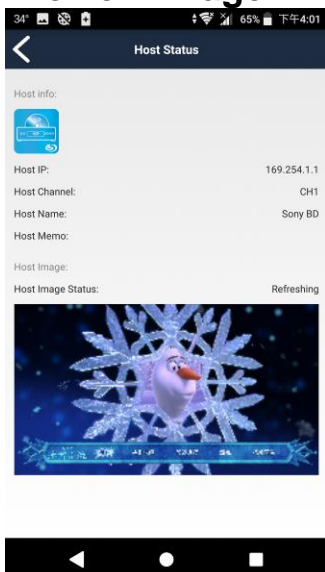 34° 65% 下午4:01
Host Status
Host info:
Host IP: 169.254.1.1
Host Channel: CH1
Host Name: Sony BD
Host Memo:
Host Image:
Host Image Status: Refreshing